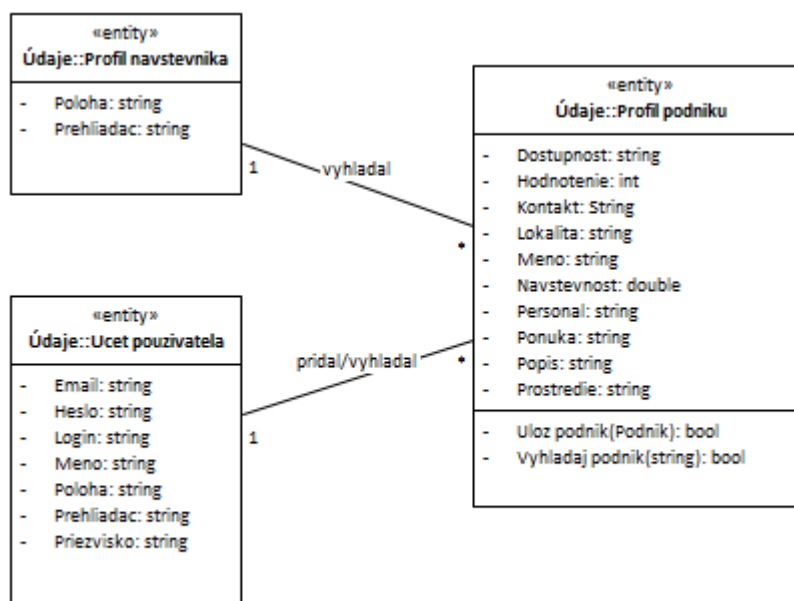 «entity»
Údaje::Profil navstevnika
- Poloha: string
- Prehliadac: string
1
vyhladal
*
«entity»
Údaje::Profil podniku
- Dostupnost: string
- Hodnotenie: int
- Kontakt: String
- Lokalita: string
- Meno: string
- Navstevnost: double
- Personal: string
- Ponuka: string
- Popis: string
- Prostredie: string
- Uloz podnik(Podnik): bool
- Vyhladaj podnik(string): bool
«entity»
Údaje::Ucet pouzivatela
- Email: string
- Heslo: string
- Login: string
- Meno: string
- Poloha: string
- Prehliadac: string
- Priezvisko: string
1
pridal/vyhladal
*